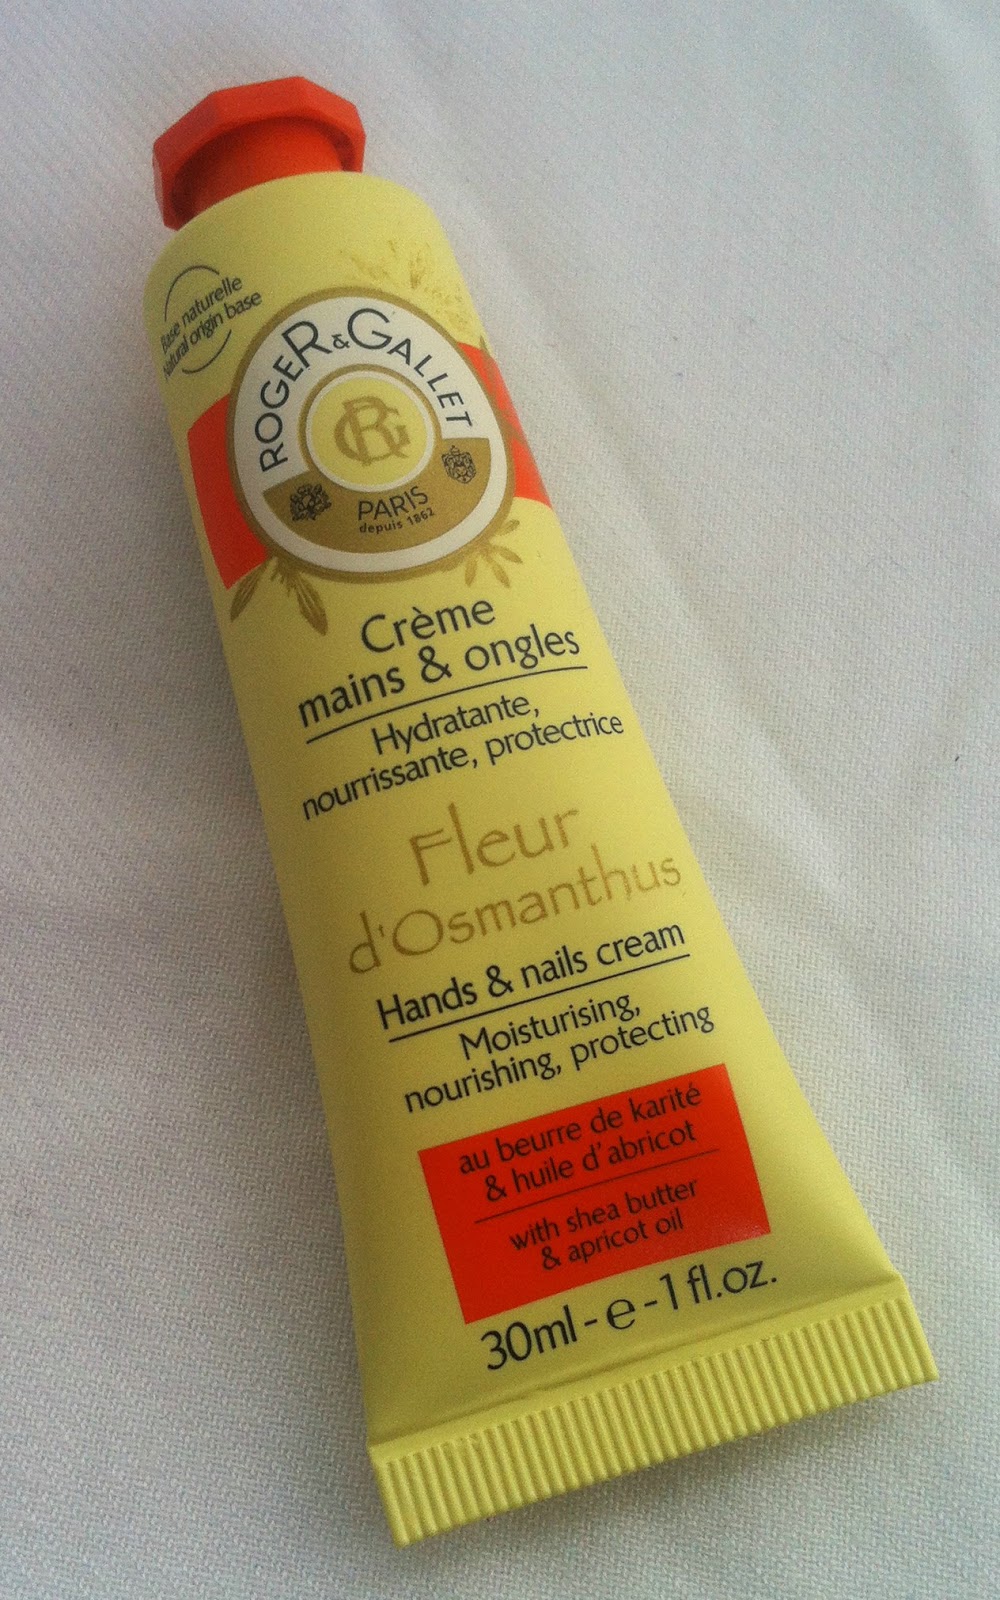 Base naturelle
Natural origin base
ROGER & GALLET
RG
PARIS
depuis 1862
Crème
mains & ongles
Hydratante,
nourrissante, protectrice
Fleur
d'Osmanthus
Hands & nails cream
Moisturising,
nourishing, protecting
au beurre de karité
& huile d'abricot
with shea butter
& apricot oil
30ml - e - 1 fl.oz.